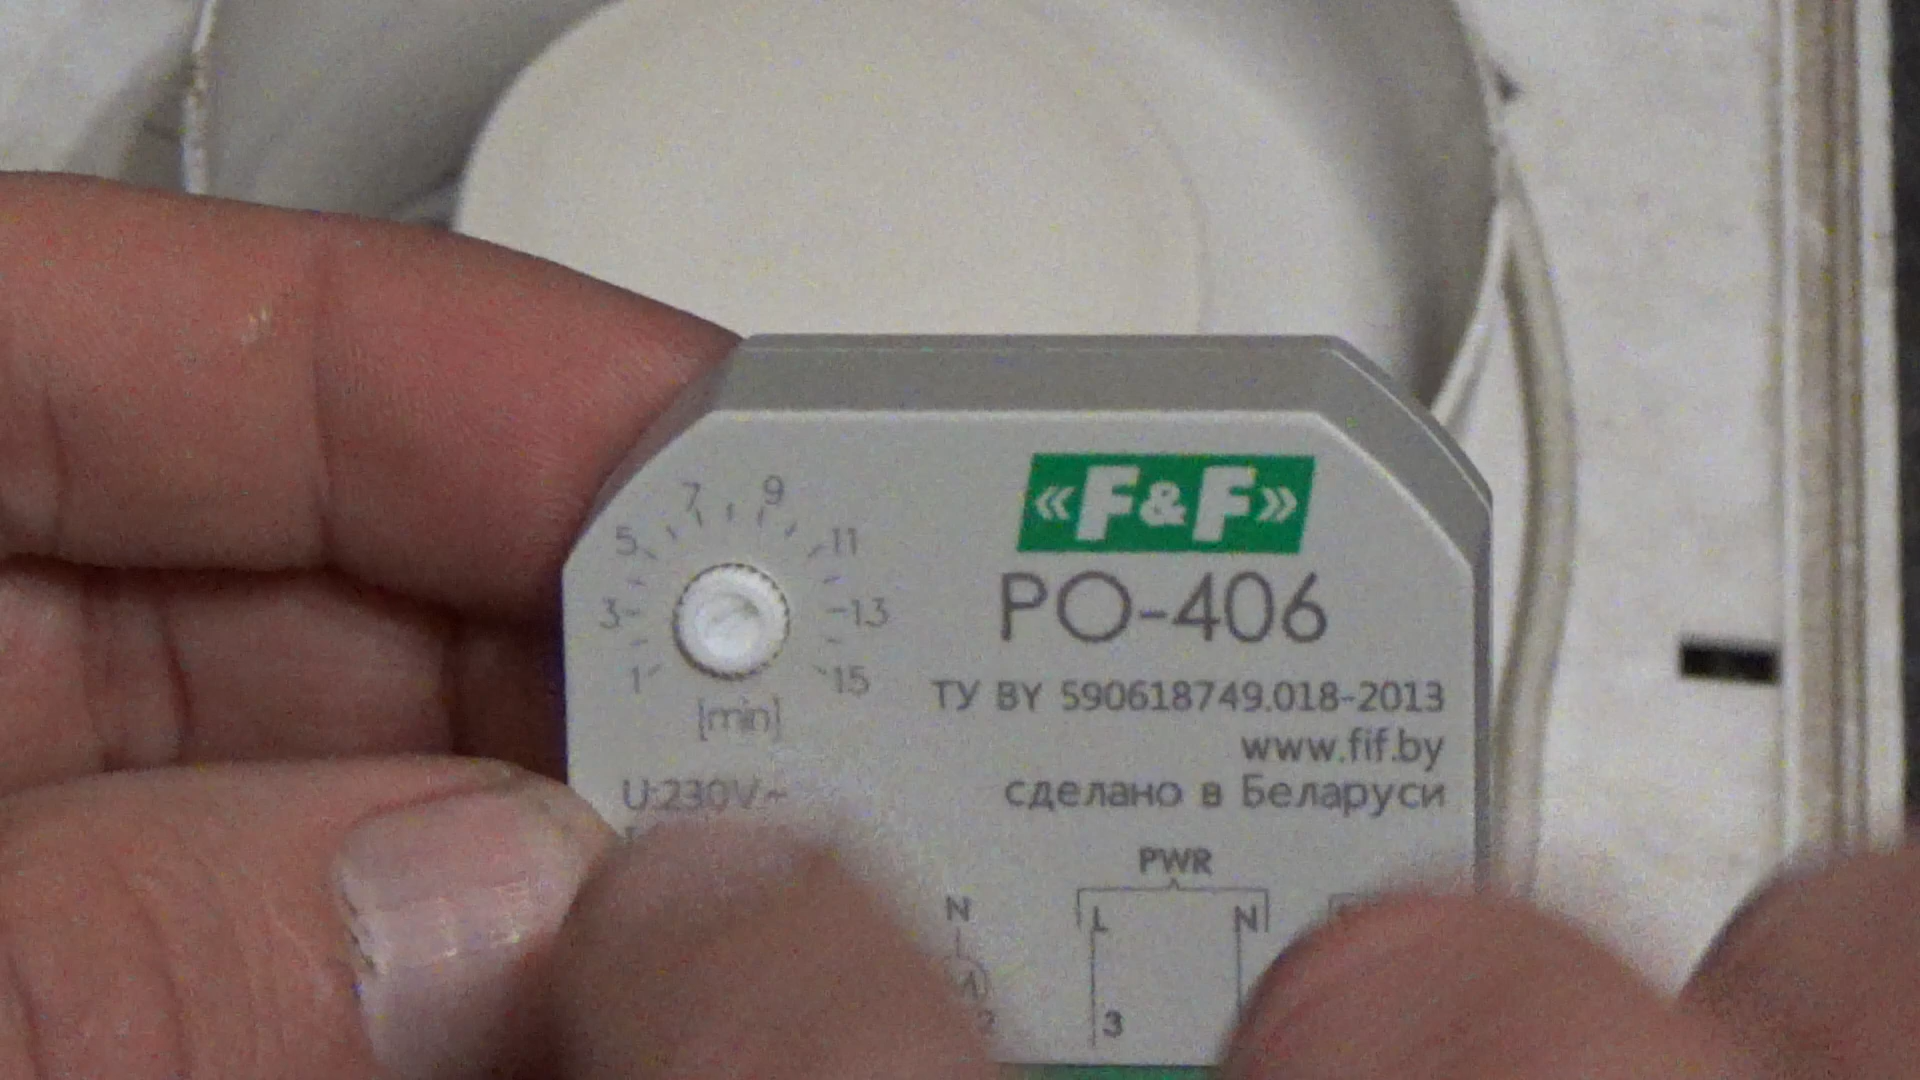 «F&F»
PO-406
7 9
5 11
3 13
1 15
[min]
ТУ BY 590618749.018-2013
www.fif.by
сделано в Беларуси
U:230V~
PWR
N L N
M
2 3